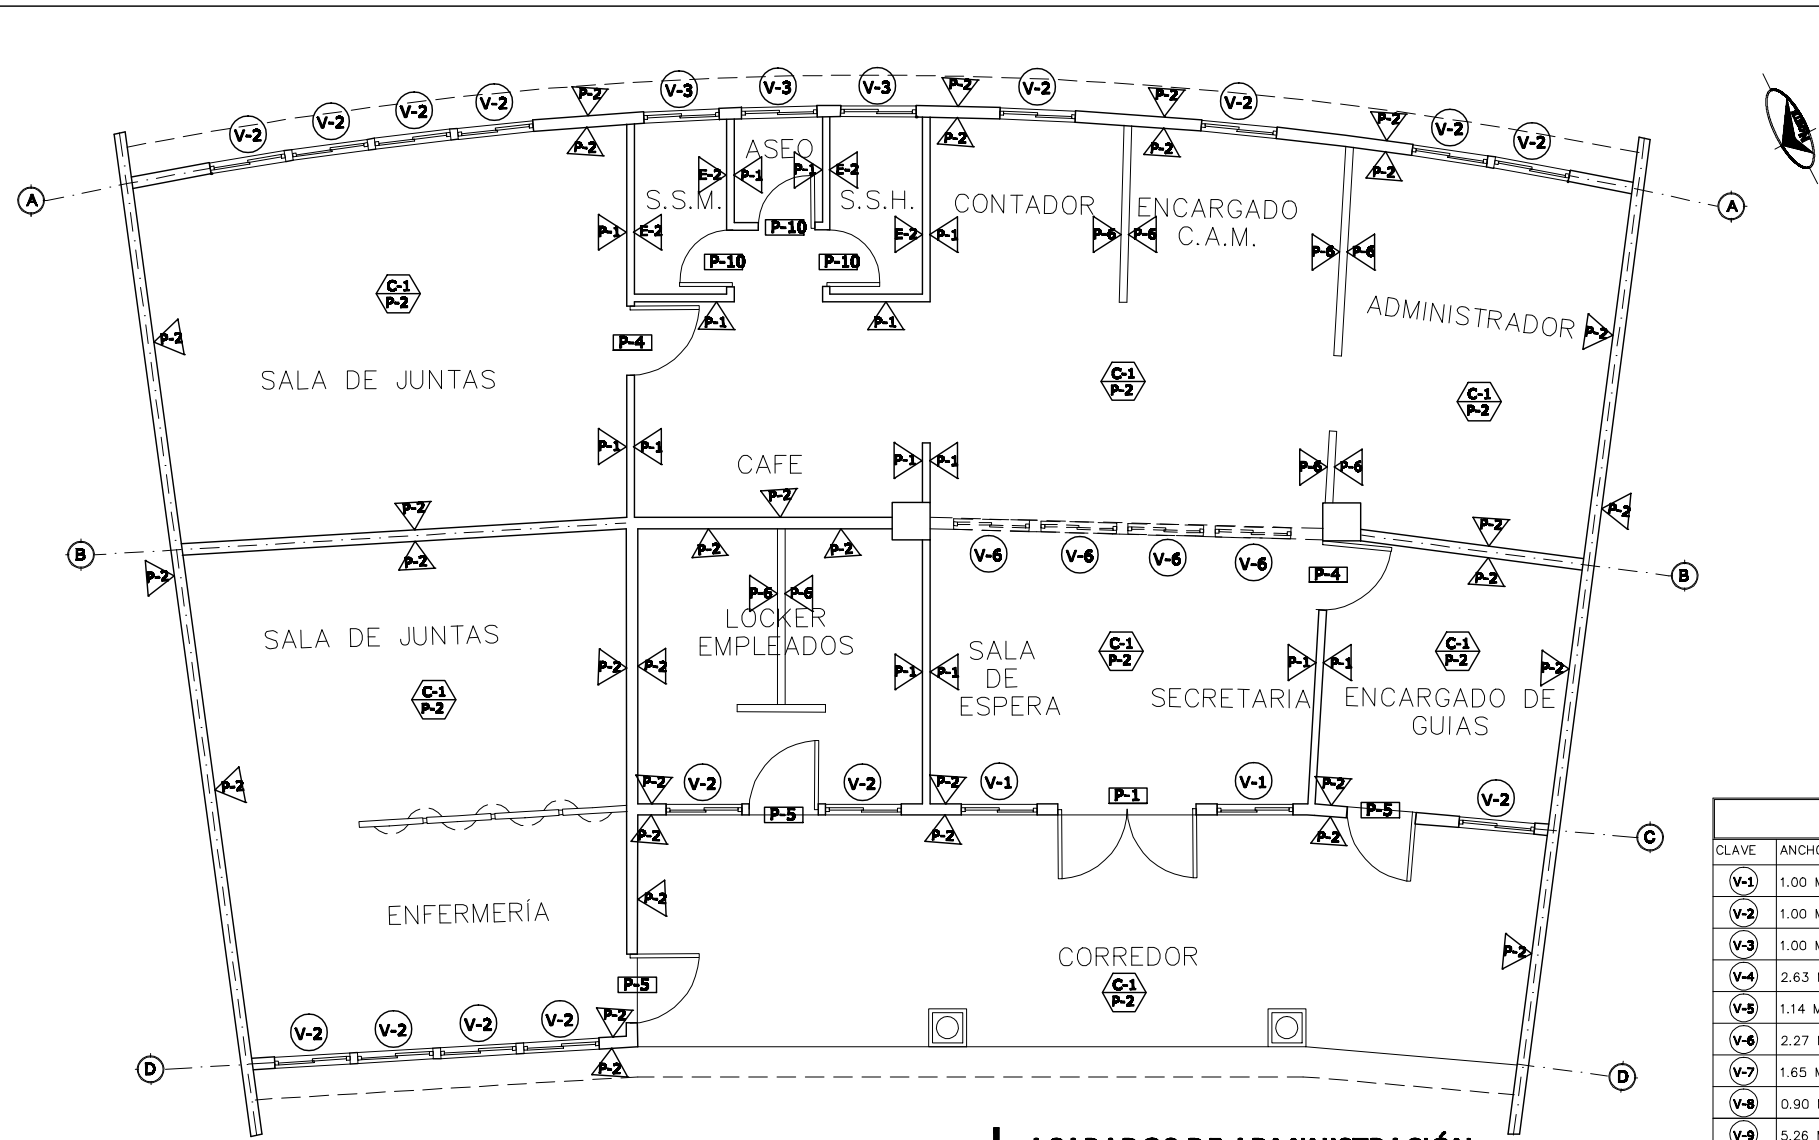 V-2 V-2 V-2 V-2 P-2 V-3 V-3 V-3 P-2 V-2 P-2 V-2 P-2 V-2 V-2
P-2 P-2 P-2 P-2
ASEO
E-2 P-1 P-1 E-2
A S.S.M. S.S.H. CONTADOR ENCARGADO A
C.A.M.
P-1 E-2 P-10 E-2 P-1 P-6 P-6 P-6 P-6
P-10 P-10
C-1
P-2
P-1 P-1
ADMINISTRADOR
P-2 P-4 P-2
SALA DE JUNTAS
C-1
P-2
C-1
P-2
P-1 P-1 CAFE P-1 P-1 P-6 P-6
P-2 P-2 P-2 P-2
B P-2 P-2 P-2 V-6 V-6 V-6 V-6 P-4 P-2 B
P-2 P-6 P-6
LOCKER
EMPLEADOS
SALA DE JUNTAS
SALA
DE
ESPERA
C-1
P-2
C-1
P-2
P-2 P-2 P-1 P-1 P-1 P-1 P-2
C-1
P-2
SECRETARIA
ENCARGADO DE
GUIAS
P-2 P-2 V-2 V-2 P-2 V-1 V-1 P-2 V-2
P-5 P-1 P-5
P-2 P-2 P-2 C
P-2
ENFERMERÍA
CORREDOR
P-2
C-1
P-2
P-5
V-2 V-2 V-2 V-2 P-2
D P-2 D
CLAVE
V-1 1.00
V-2 1.00
V-3 1.00
V-4 2.63
V-5 1.14
V-6 2.27
V-7 1.65
V-8 0.90
V-9 5.26
ACABADOS DE ADMINISTRACIÓN